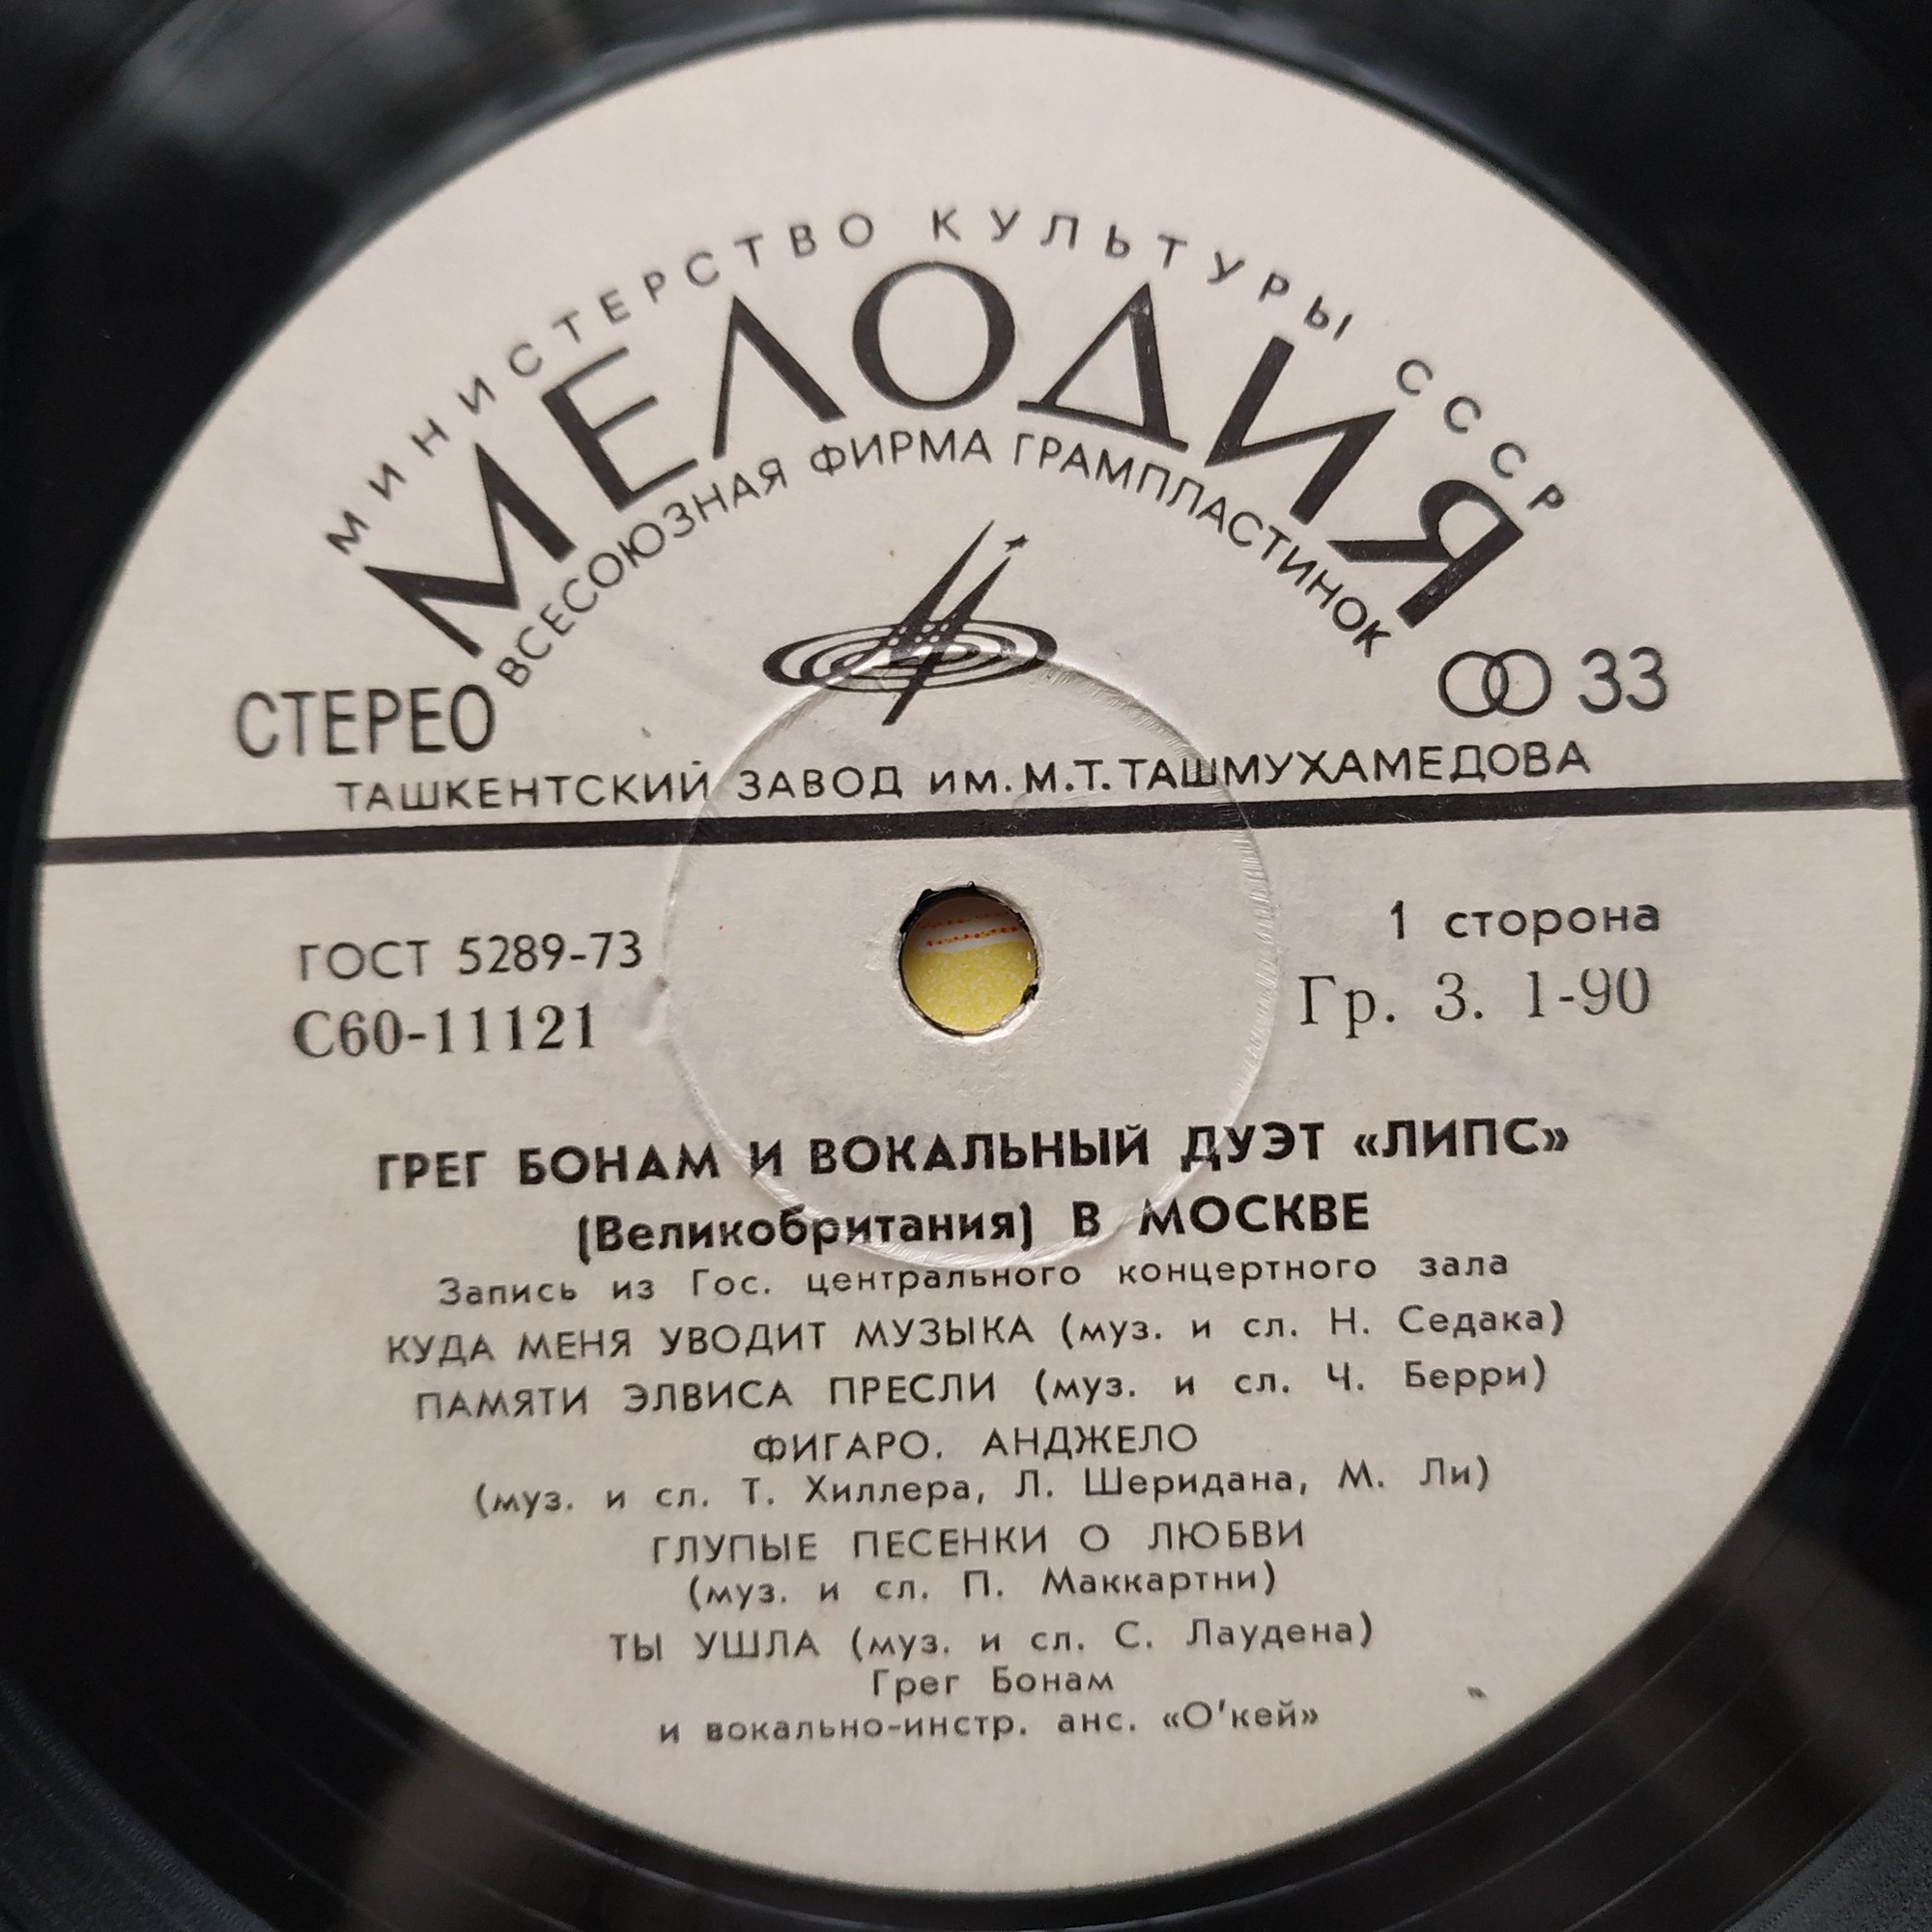 МИНИСТЕРСТВО КУЛЬТУРЫ СССР
МЕЛОДИЯ
ВСЕСОЮЗНАЯ ФИРМА ГРАМПЛАСТИНОК
СТЕРЕО
33
ТАШКЕНТСКИЙ ЗАВОД ИМ. М.Т. ТАШМУХАМЕДОВА
ГОСТ 5289-73
1 сторона
С60-11121
Гр. 3. 1-90
ГРЕГ БОНАМ И ВОКАЛЬНЫЙ ДУЭТ «ЛИПС»
(Великобритания) В МОСКВЕ
Запись из Гос. центрального концертного зала
КУДА МЕНЯ УВОДИТ МУЗЫКА (муз. и сл. Н. Седака)
ПАМЯТИ ЭЛВИСА ПРЕСЛИ (муз. и сл. Ч. Берри)
ФИГАРО. АНДЖЕЛО
(муз. и сл. Т. Хиллера, Л. Шеридана, М. Ли)
ГЛУПЫЕ ПЕСЕНКИ О ЛЮБВИ
(муз. и сл. П. Маккартни)
ТЫ УШЛА (муз. и сл. С. Лаудена)
Грег Бонам
и вокально-инстр. анс. «О'кей»